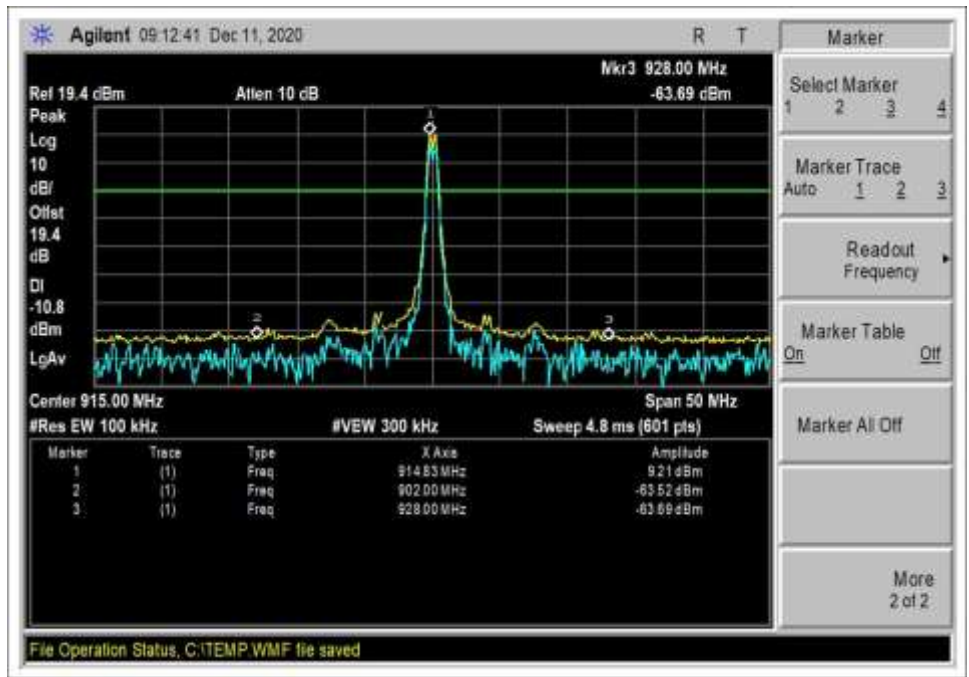 Agilent 09:12:41 Dec 11, 2020 R T
Marker
Mkr3 928.00 MHz
Ref 19.4 dBm Atten 10 dB -63.69 dBm
Peak
Log
10
dB/
Offst
19.4
dB
DI
-10.8
dBm
LgAv
1
2
3
Center 915.00 MHz Span 50 MHz
#Res BW 100 kHz #VBW 300 kHz Sweep 4.8 ms (601 pts)
Marker Trace Type X Axis Amplitude
1 (1) Freq 914.83 MHz 9.21 dBm
2 (1) Freq 902.00 MHz -63.52 dBm
3 (1) Freq 928.00 MHz -63.69 dBm
Select Marker
1 2 3 4
Marker Trace
Auto 1 2 3
Readout
Frequency
Marker Table
On Off
Marker All Off
More
2 of 2
File Operation Status, C:\TEMP.WMF file saved